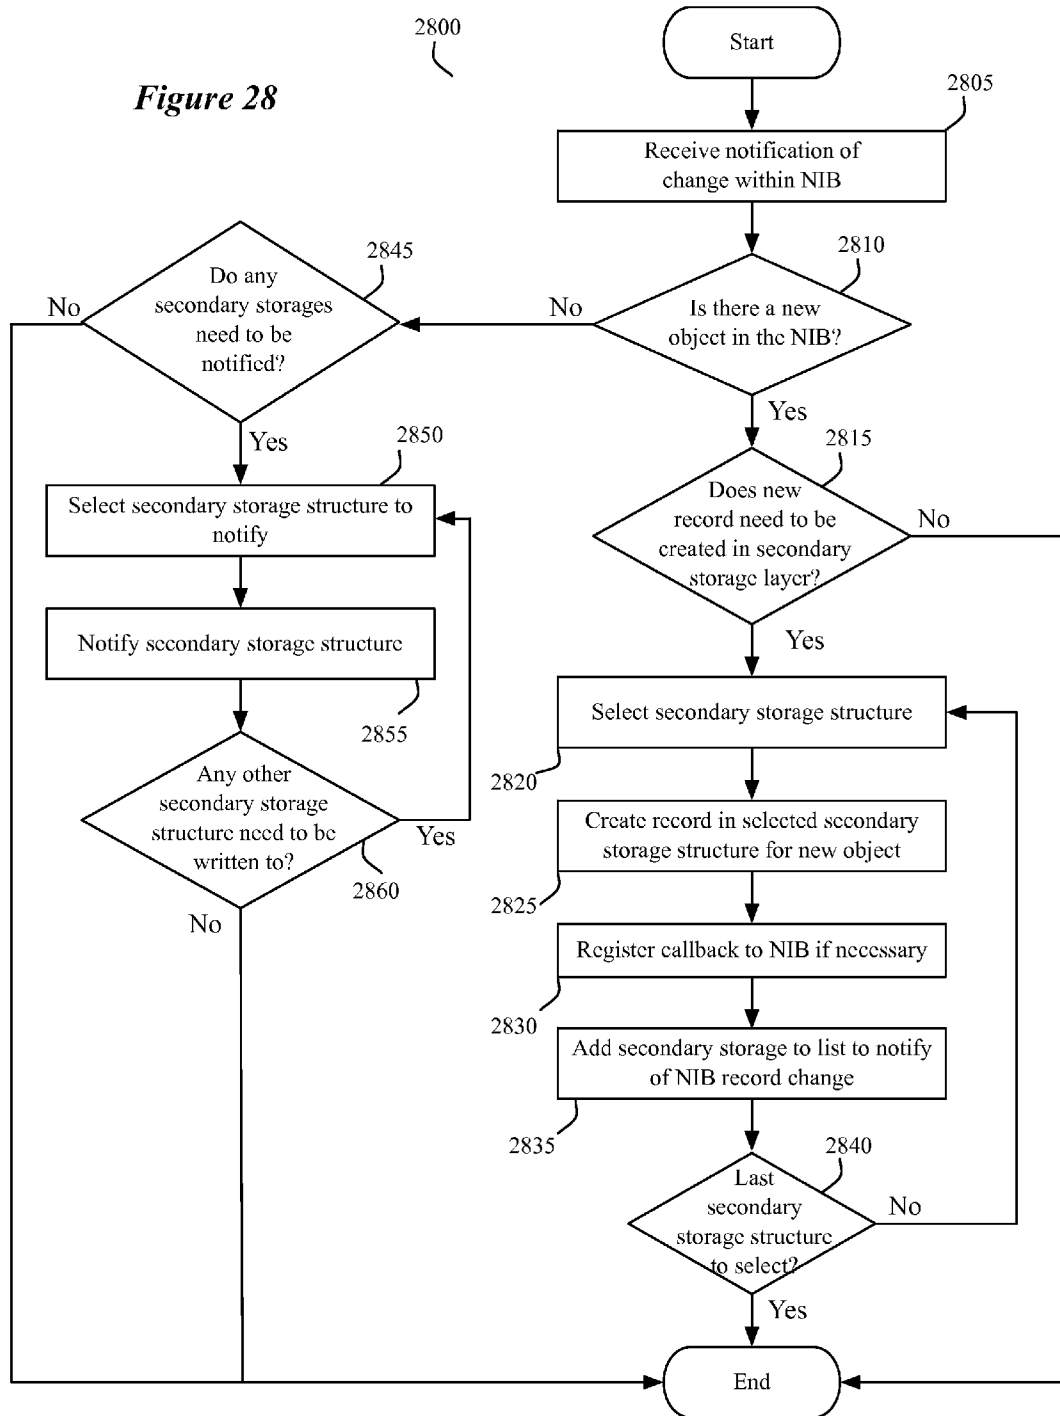 2800
Figure 28
Start
2805
Receive notification of
change within NIB
2810
Is there a new
object in the NIB?
No
Yes
2845
Do any
secondary storages
need to be
notified?
No
Yes
2850
Select secondary storage structure to
notify
Notify secondary storage structure
2855
Any other
secondary storage
structure need to be
written to?
Yes
2860
No
2815
Does new
record need to be
created in secondary
storage layer?
No
Yes
Select secondary storage structure
2820
Create record in selected secondary
storage structure for new object
2825
Register callback to NIB if necessary
2830
Add secondary storage to list to notify
of NIB record change
2835
2840
Last
secondary
storage structure
to select?
No
Yes
End